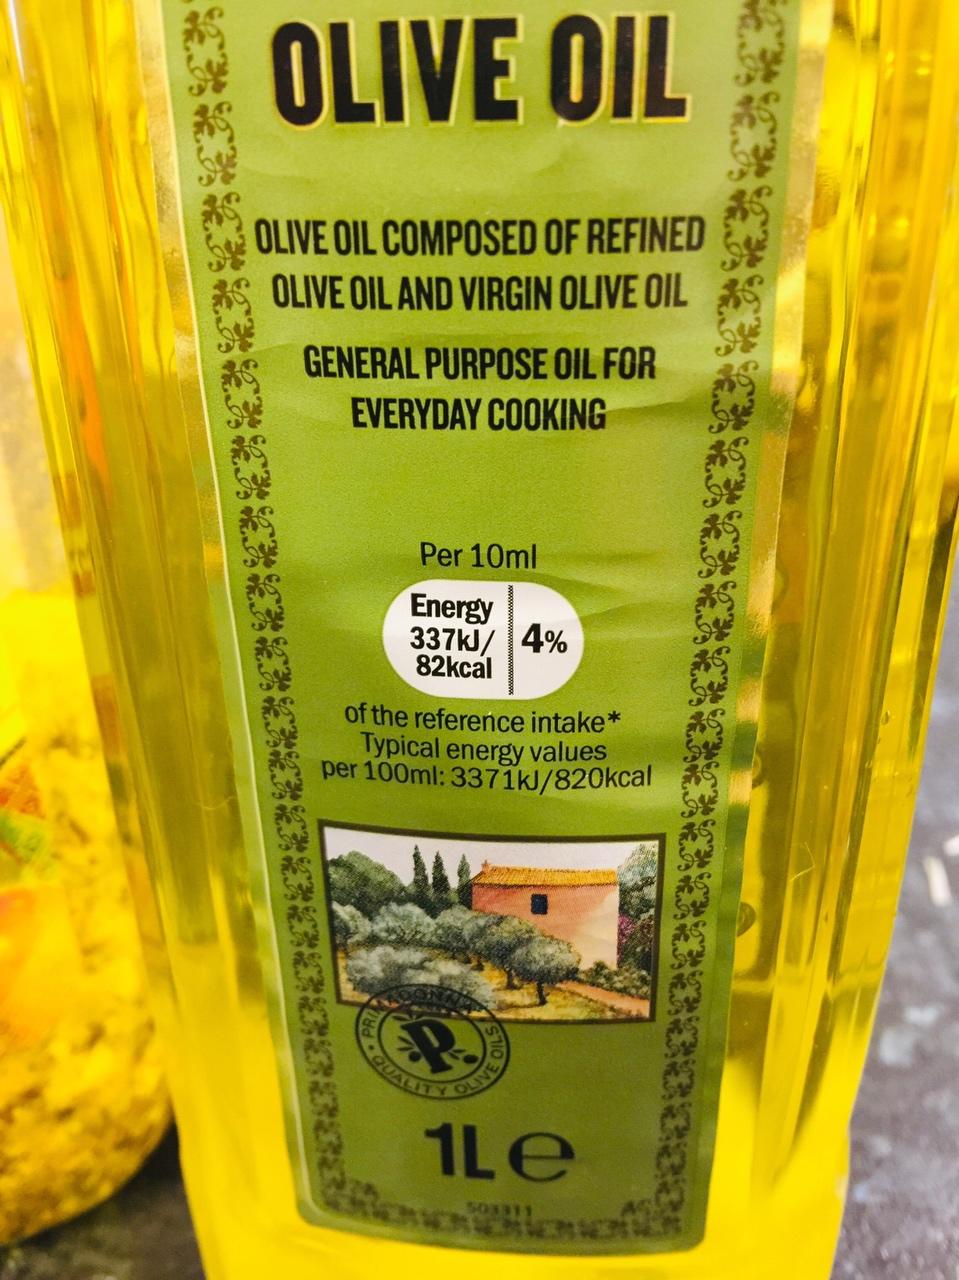 OLIVE OIL
OLIVE OIL COMPOSED OF REFINED
OLIVE OIL AND VIRGIN OLIVE OIL
GENERAL PURPOSE OIL FOR
EVERYDAY COOKING
Per 10ml
Energy
337kJ/
82kcal
4%
of the reference intake*
Typical energy values
per 100ml: 3371kJ/820kcal
P
QUALITY OLIVE OILS
1L e
503311